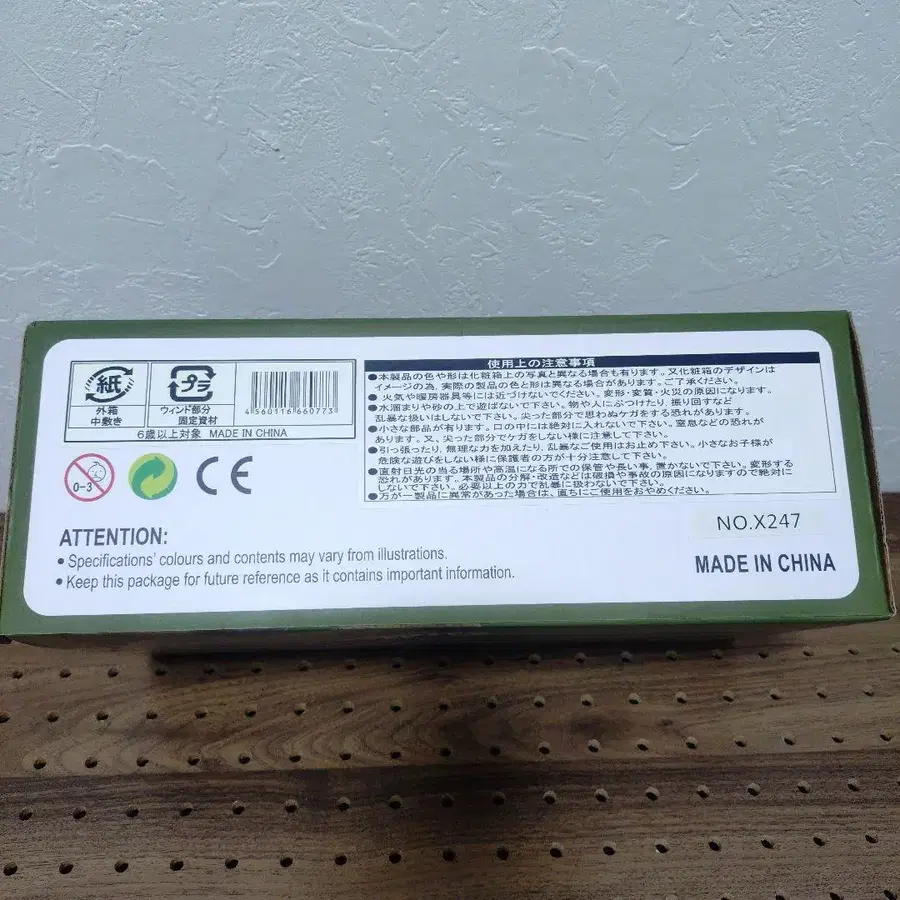 紙
外箱
中敷き
プラ
ウィンド部分
固定資材
4560116660773
6歳以上対象 MADE IN CHINA
0-3
CE
使用上の注意事項
●本製品の色や形は化粧箱上の写真と異なる場合も有ります。又化粧箱のデザインは
イメージの為、実際の製品の色と形は異なる場合があります。ご了承ください。
●火気や暖房器具等には近づけないでください。変形・変質・火災の原因になります。
●水溜まりや砂の上で遊ばないで下さい。物や人にぶつけたり、振り回すなど
乱暴な扱いはしないで下さい。尖った部分で思わぬケガをする恐れがあります。
●小さな部品が有ります。口の中には絶対に入れないで下さい。窒息などの恐れが
あります。又、尖った部分でケガをしない様に注意して下さい。
●引っ張ったり、無理な力を加えたり、乱暴なご使用はお止め下さい。小さなお子様が
危険な遊びをしない様に保護者の方が十分注意して下さい。
●直射日光の当る場所や高温になる所での保管や長い事、置かないで下さい。変形する
恐れがあります。本製品の分解・改造などは破損や事故の原因になりますので絶対に
しないで下さい。必要以上の力で乱暴に扱わないで下さい。
●万が一製品に異常があった場合は、直ちにご使用をおやめください。
NO.X247
MADE IN CHINA
ATTENTION:
• Specifications' colours and contents may vary from illustrations.
• Keep this package for future reference as it contains important information.